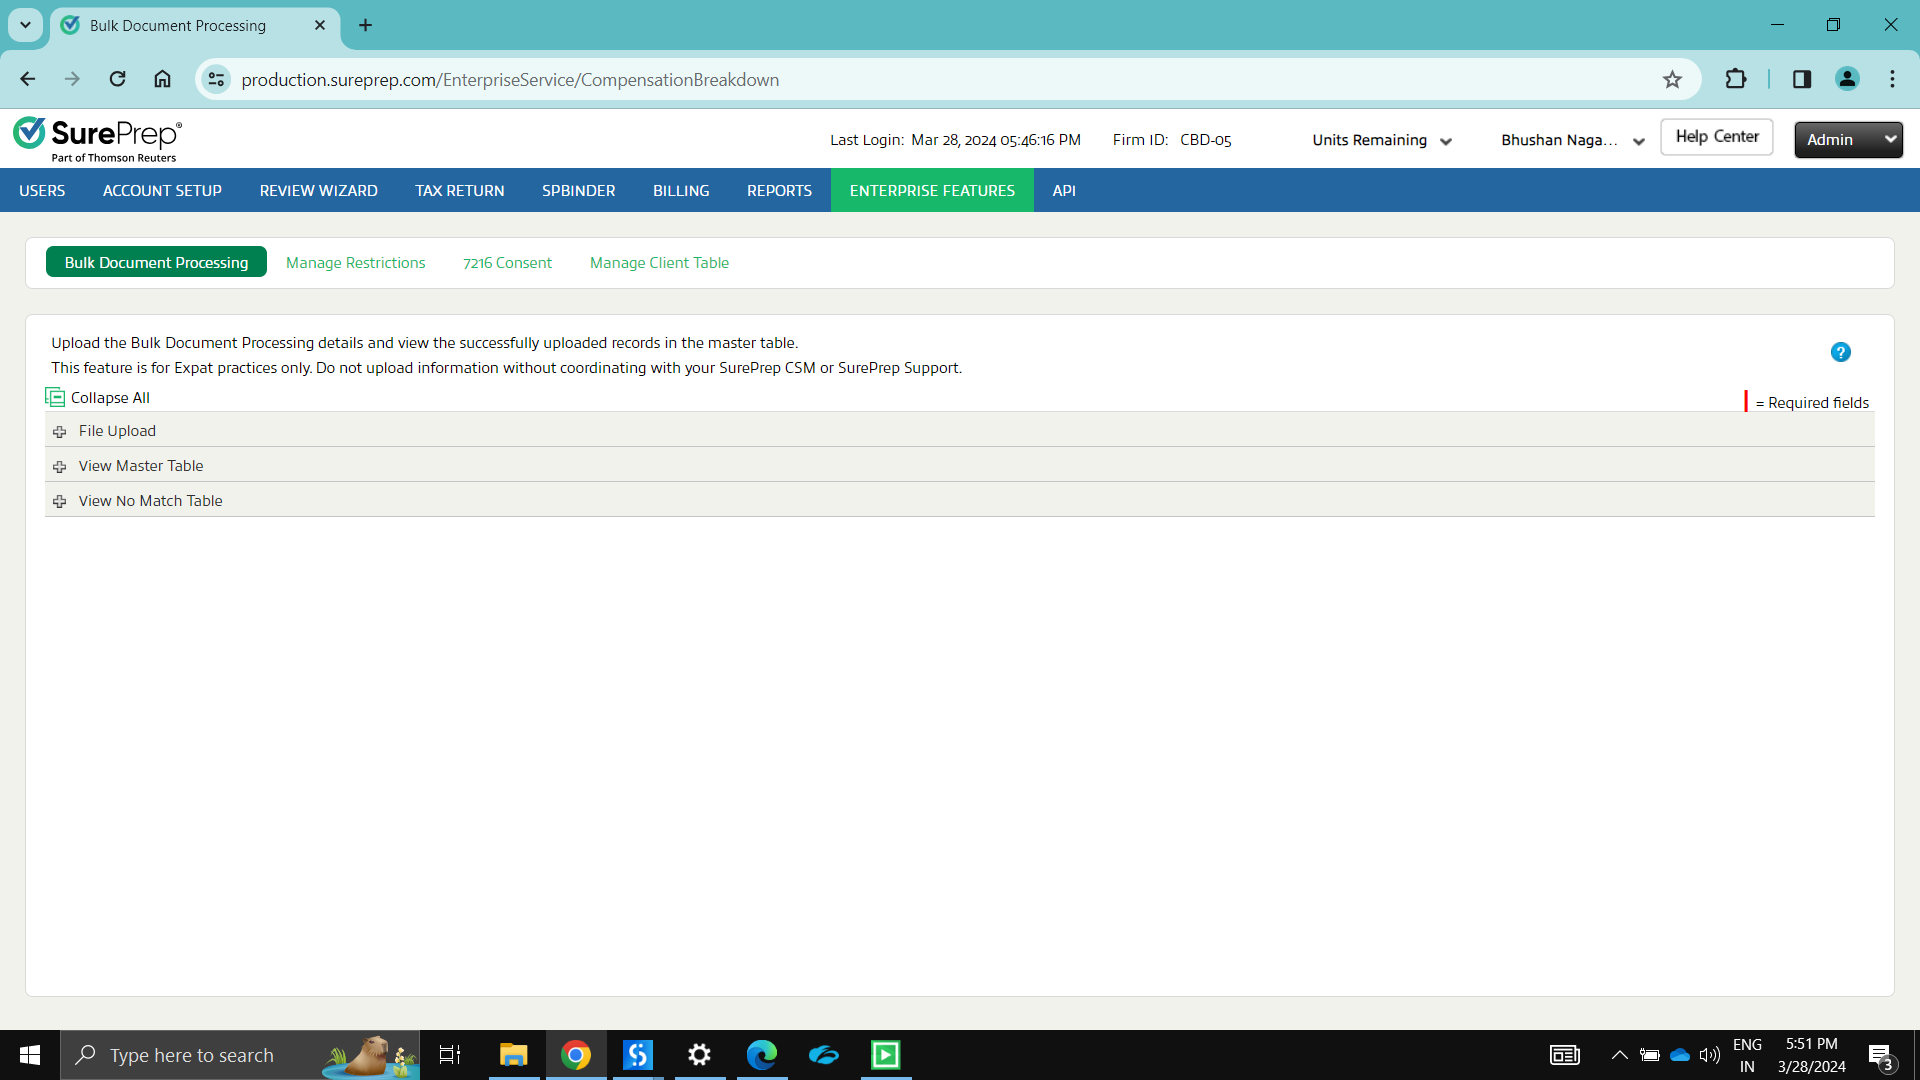 Bulk Document Processing
production.sureprep.com/EnterpriseService/CompensationBreakdown
SurePrep®
Part of Thomson Reuters
Last Login: Mar 28, 2024 05:46:16 PM Firm ID: CBD-05 Units Remaining Bhushan Naga... Help Center Admin
USERS ACCOUNT SETUP REVIEW WIZARD TAX RETURN SPBINDER BILLING REPORTS ENTERPRISE FEATURES API
Bulk Document Processing Manage Restrictions 7216 Consent Manage Client Table
Upload the Bulk Document Processing details and view the successfully uploaded records in the master table.
?
This feature is for Expat practices only. Do not upload information without coordinating with your SurePrep CSM or SurePrep Support.
Collapse All
= Required fields
File Upload
View Master Table
View No Match Table
Type here to search
ENG
IN
5:51 PM
3/28/2024
3